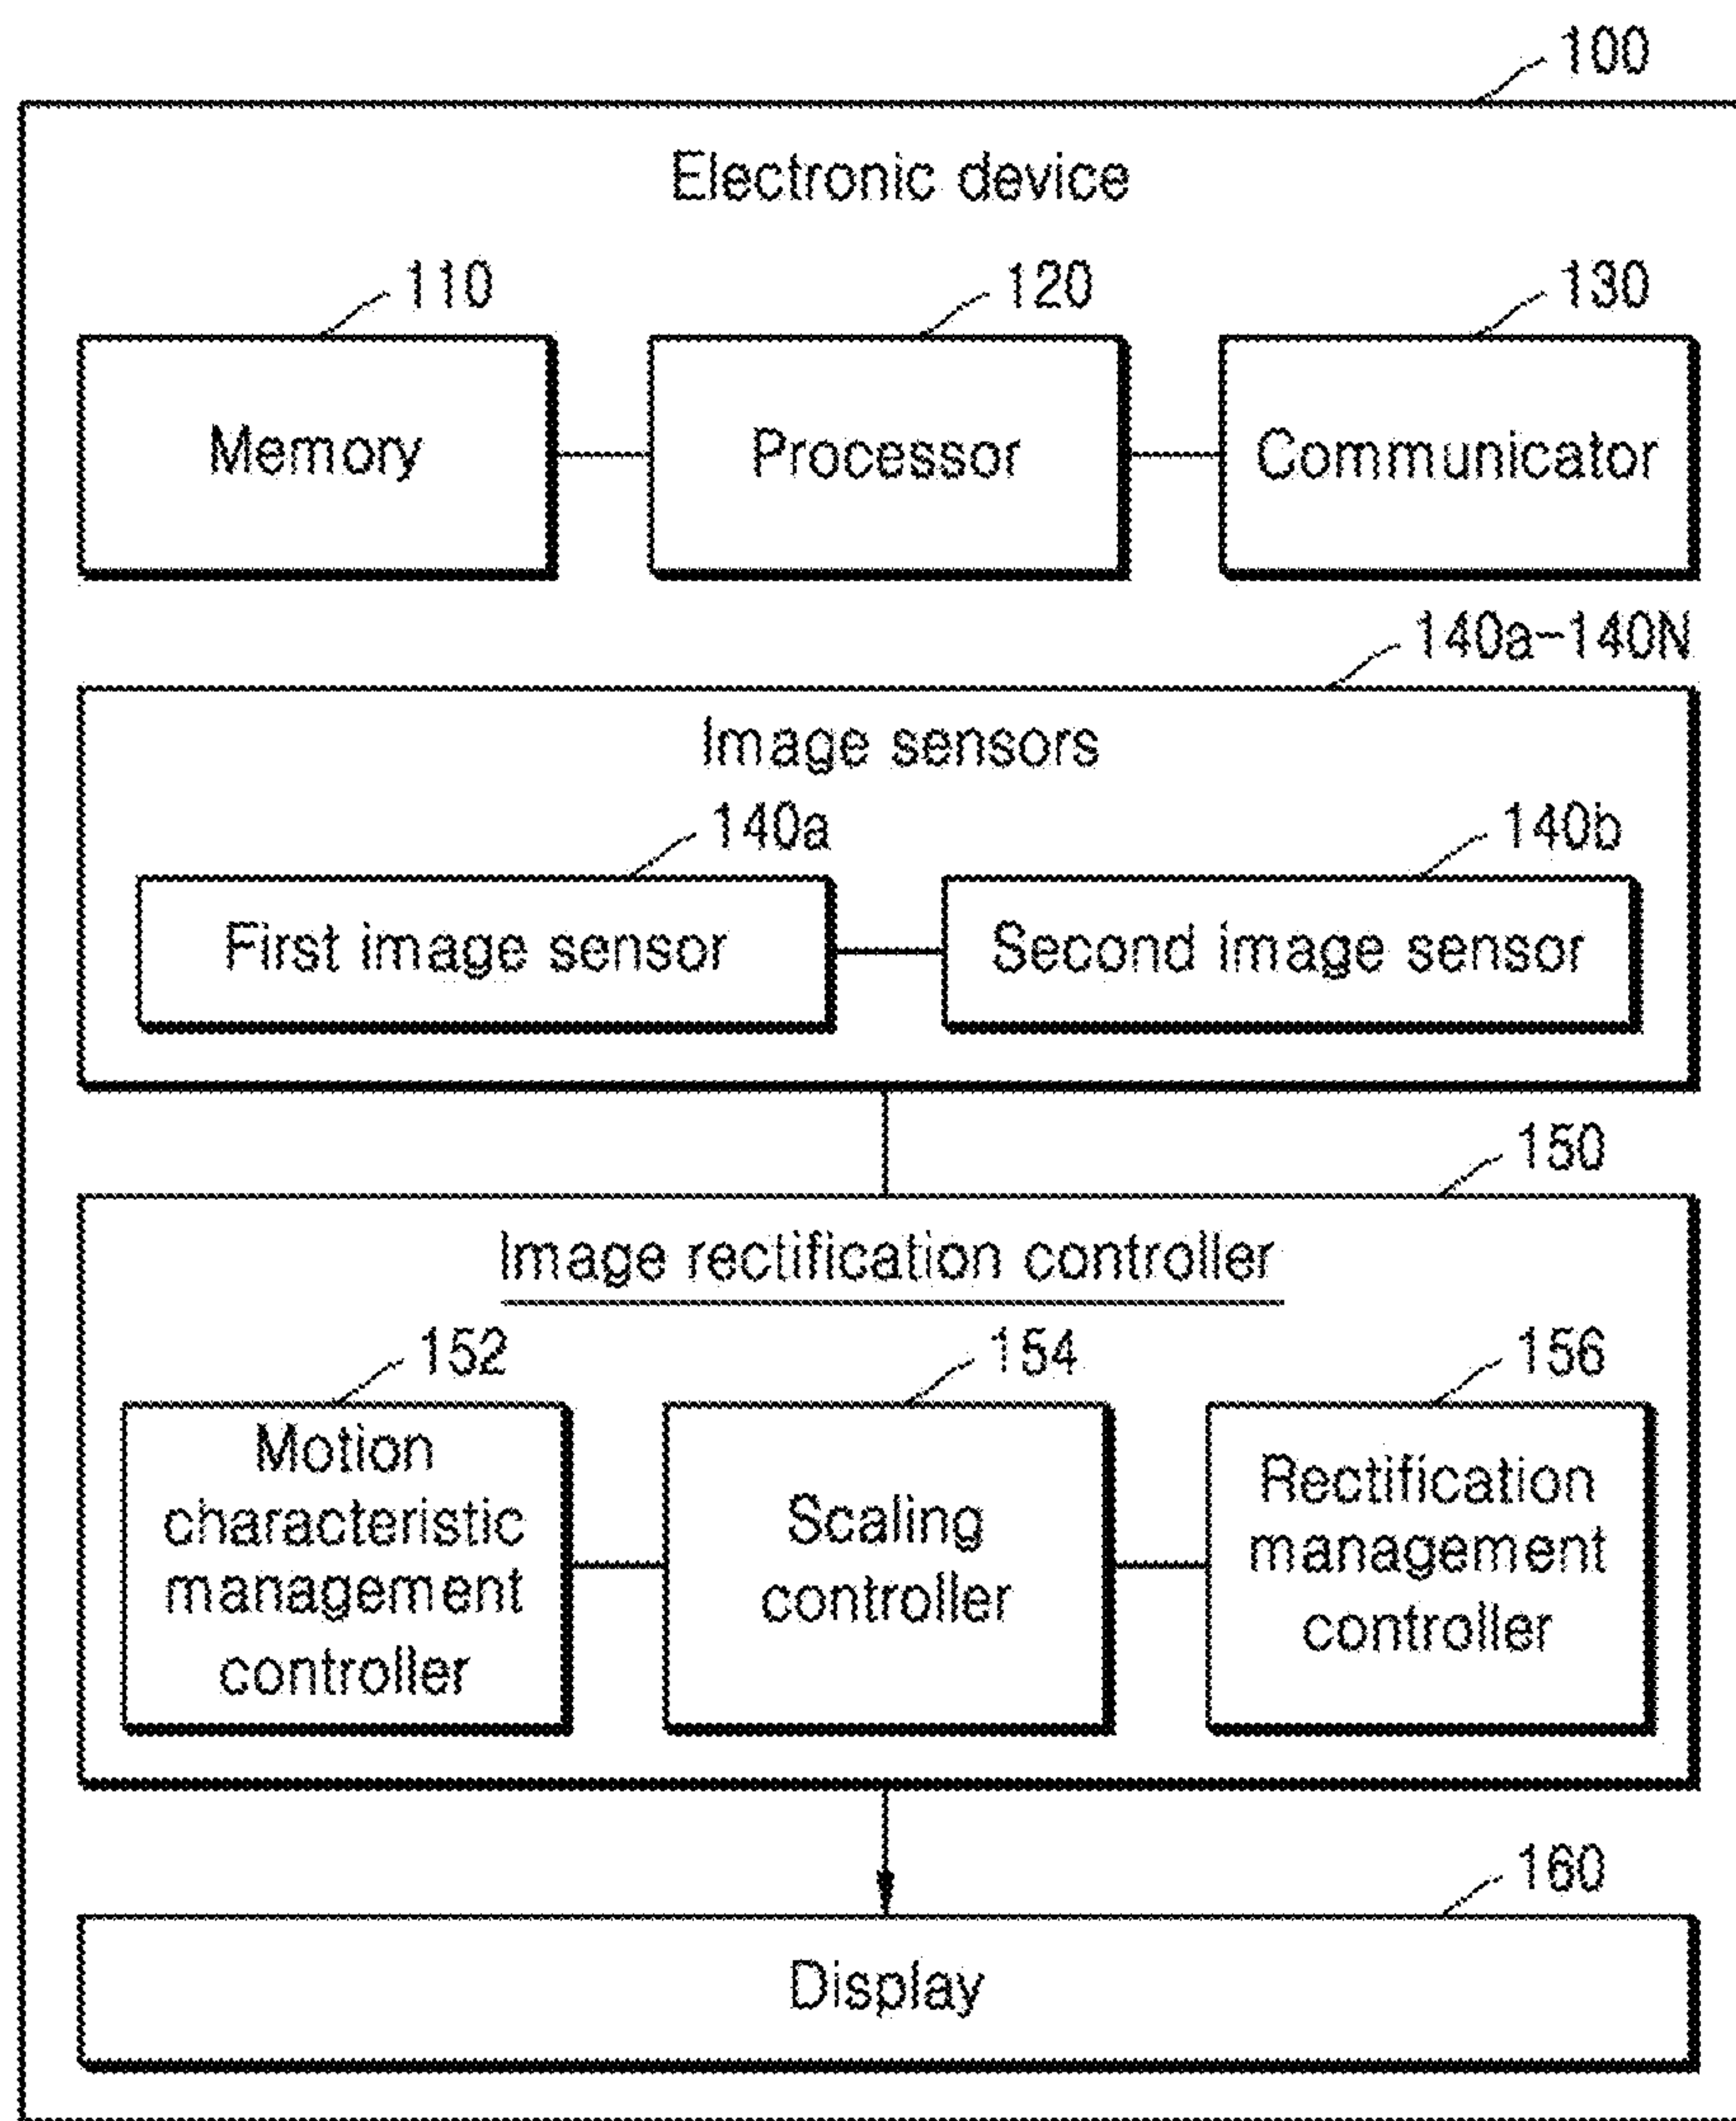 100
Electronic device
110
120
130
Memory
Processor
Communicator
140a-140N
Image sensors
140a
140b
First image sensor
Second image sensor
150
Image rectification controller
152
154
156
Motion
characteristic
management
controller
Scaling
controller
Rectification
management
controller
160
Display